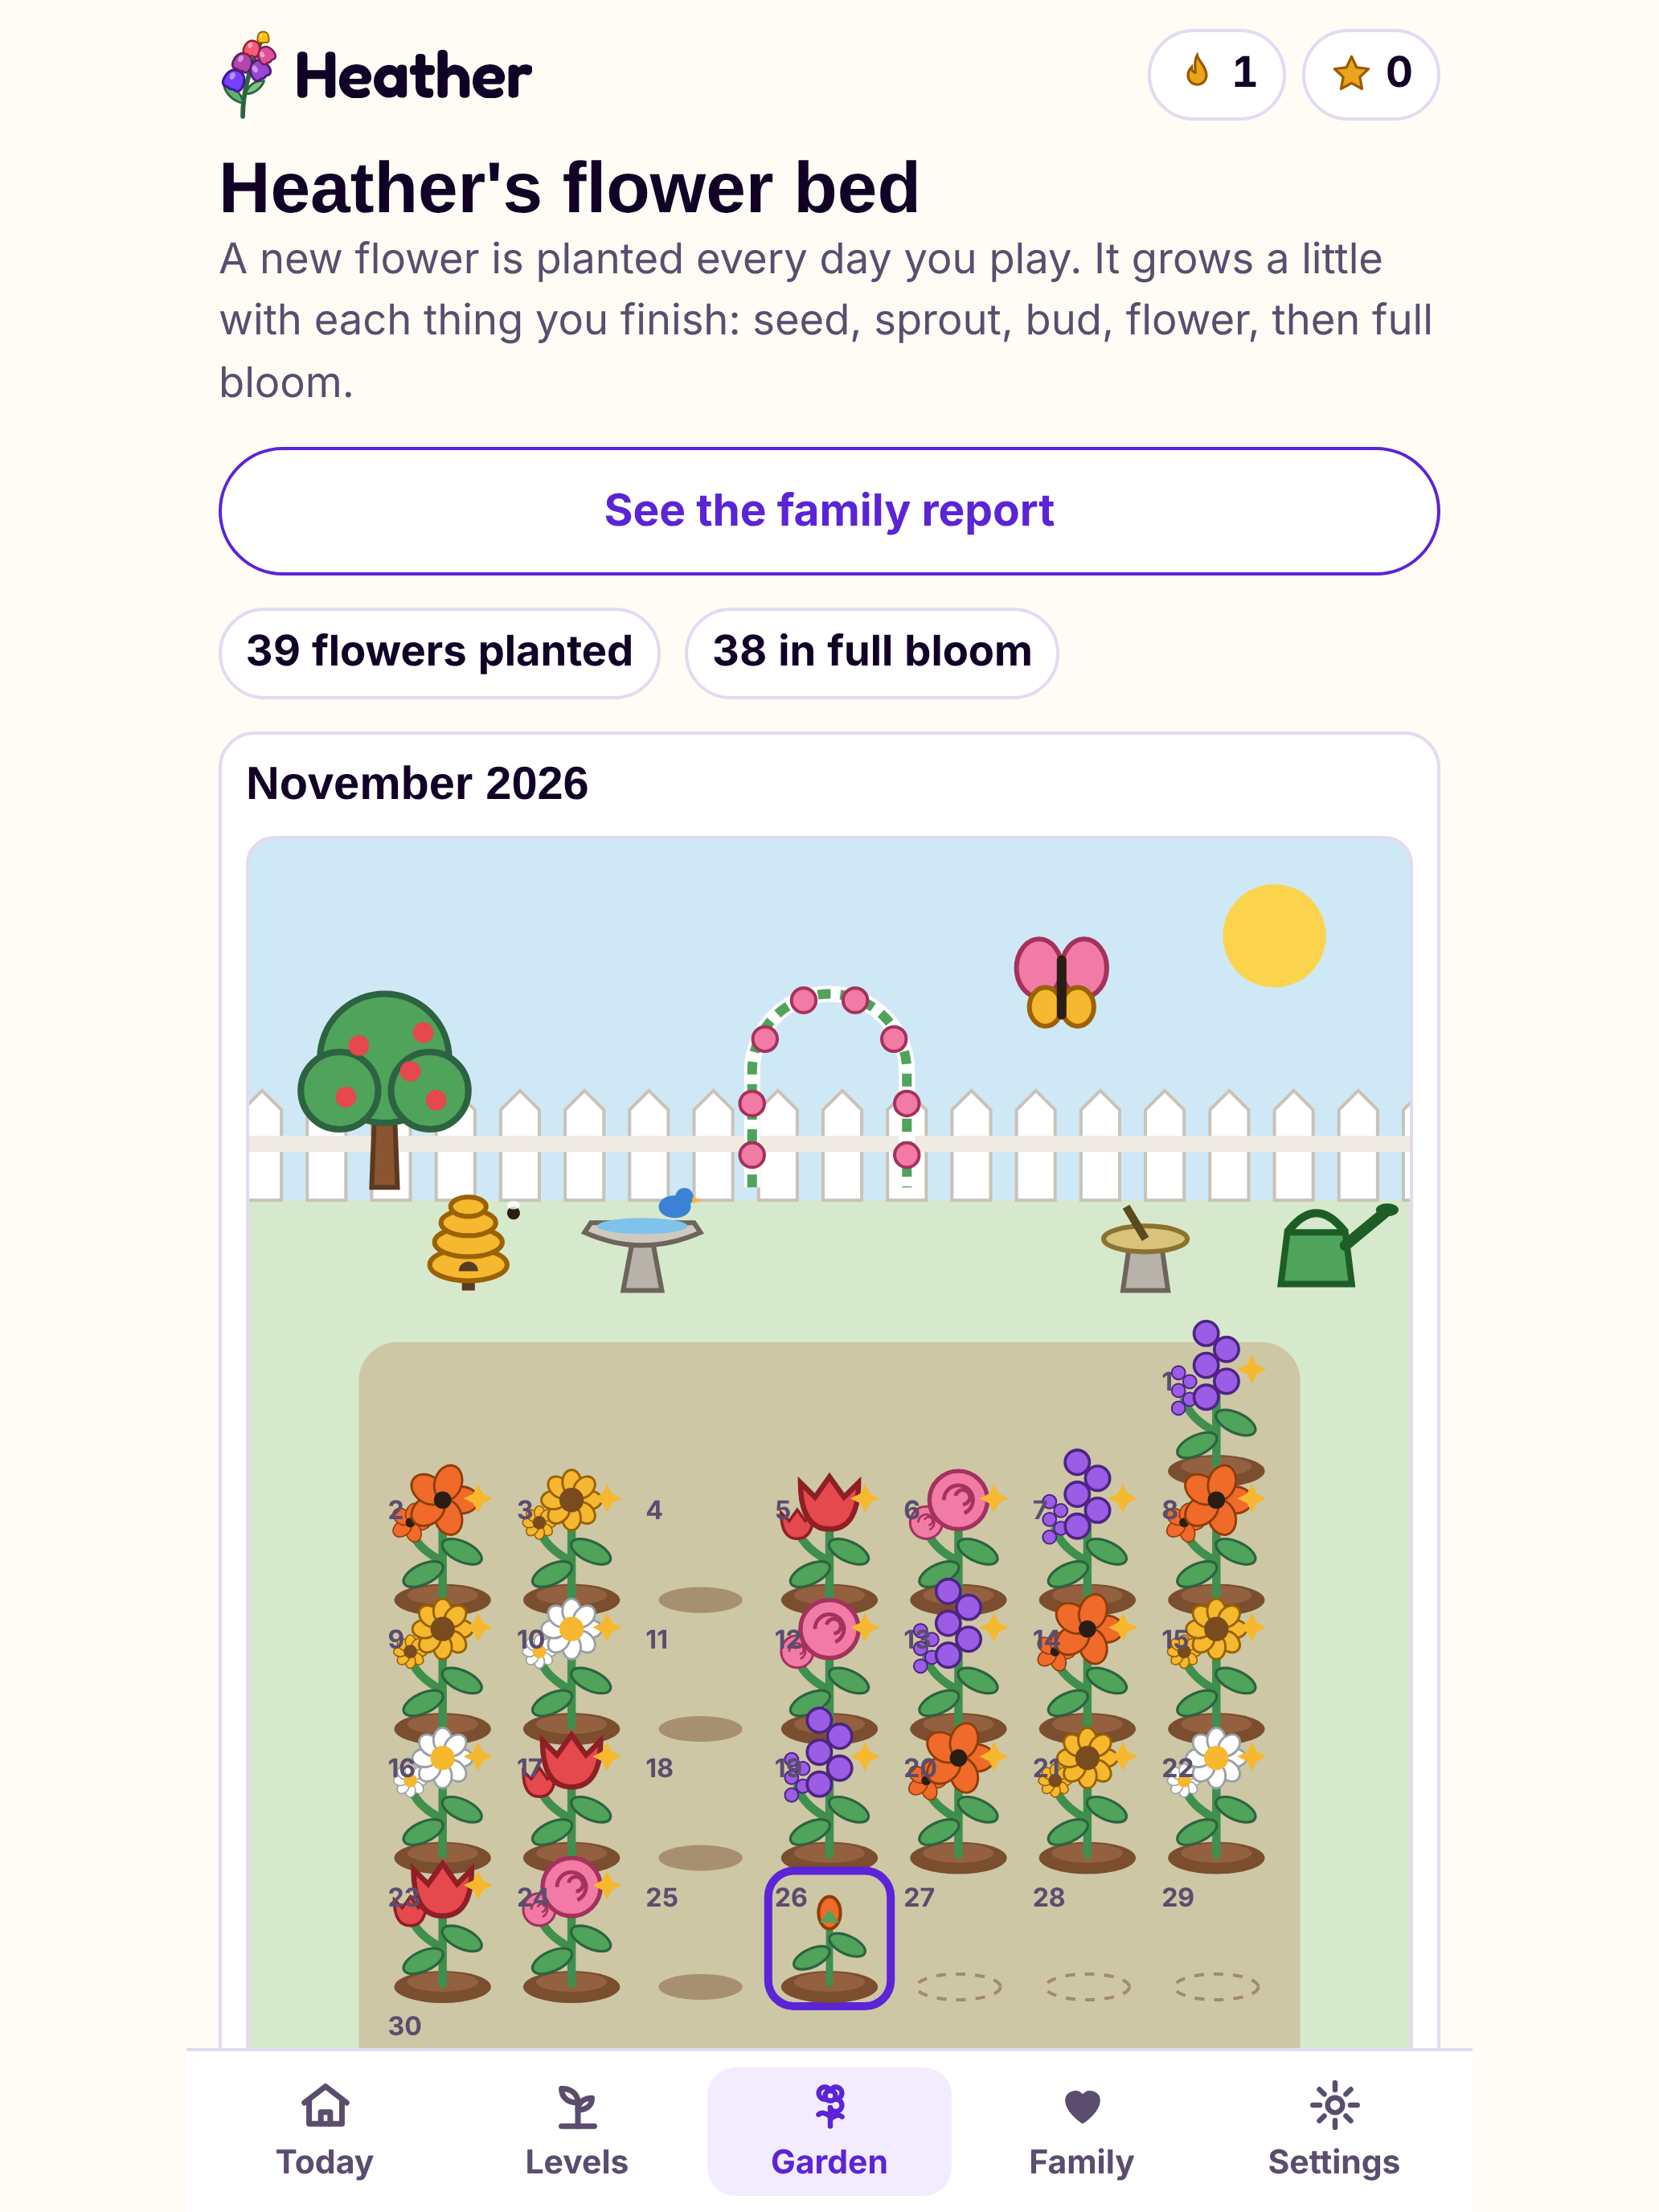 Heather
1
0
Heather's flower bed
A new flower is planted every day you play. It grows a little
with each thing you finish: seed, sprout, bud, flower, then full
bloom.
See the family report
39 flowers planted
38 in full bloom
November 2026
1
2 3 4 5 6 7 8
9 10 11 12 13 14 15
16 17 18 19 20 21 22
23 24 25 26 27 28 29
30
Today
Levels
Garden
Family
Settings